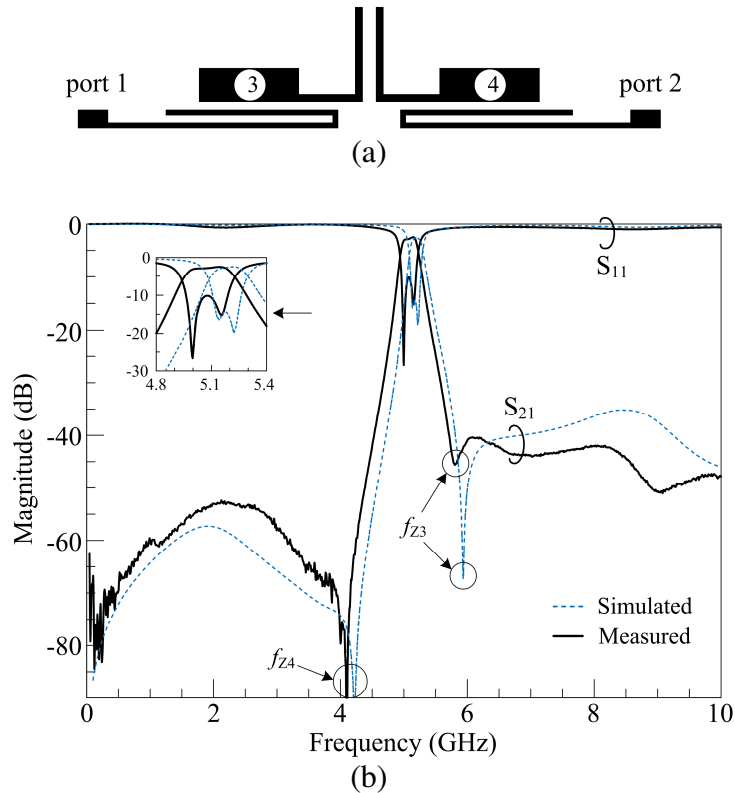 port 1
3
4
port 2
(a)
0
-20
-40
-60
-80
Magnitude (dB)
0
-10
-20
-30
4.8
5.1
5.4
S11
S21
fZ3
fZ4
Simulated
Measured
0
2
4
6
8
10
Frequency (GHz)
(b)